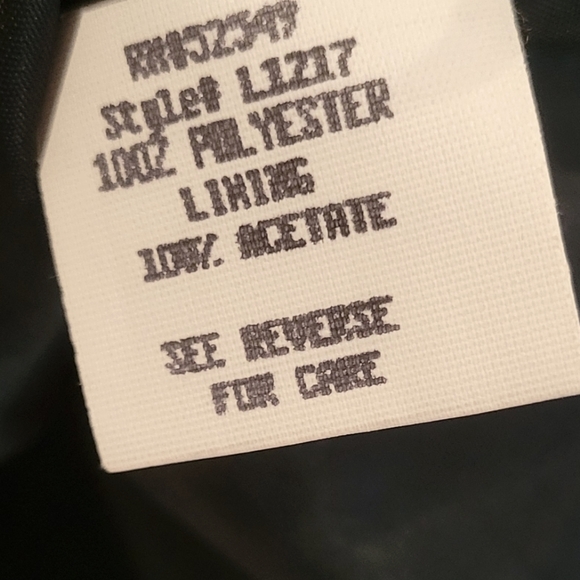 RN#52549
Style# L1217
100% POLYESTER
LINING
100% ACETATE
SEE REVERSE
FOR CARE